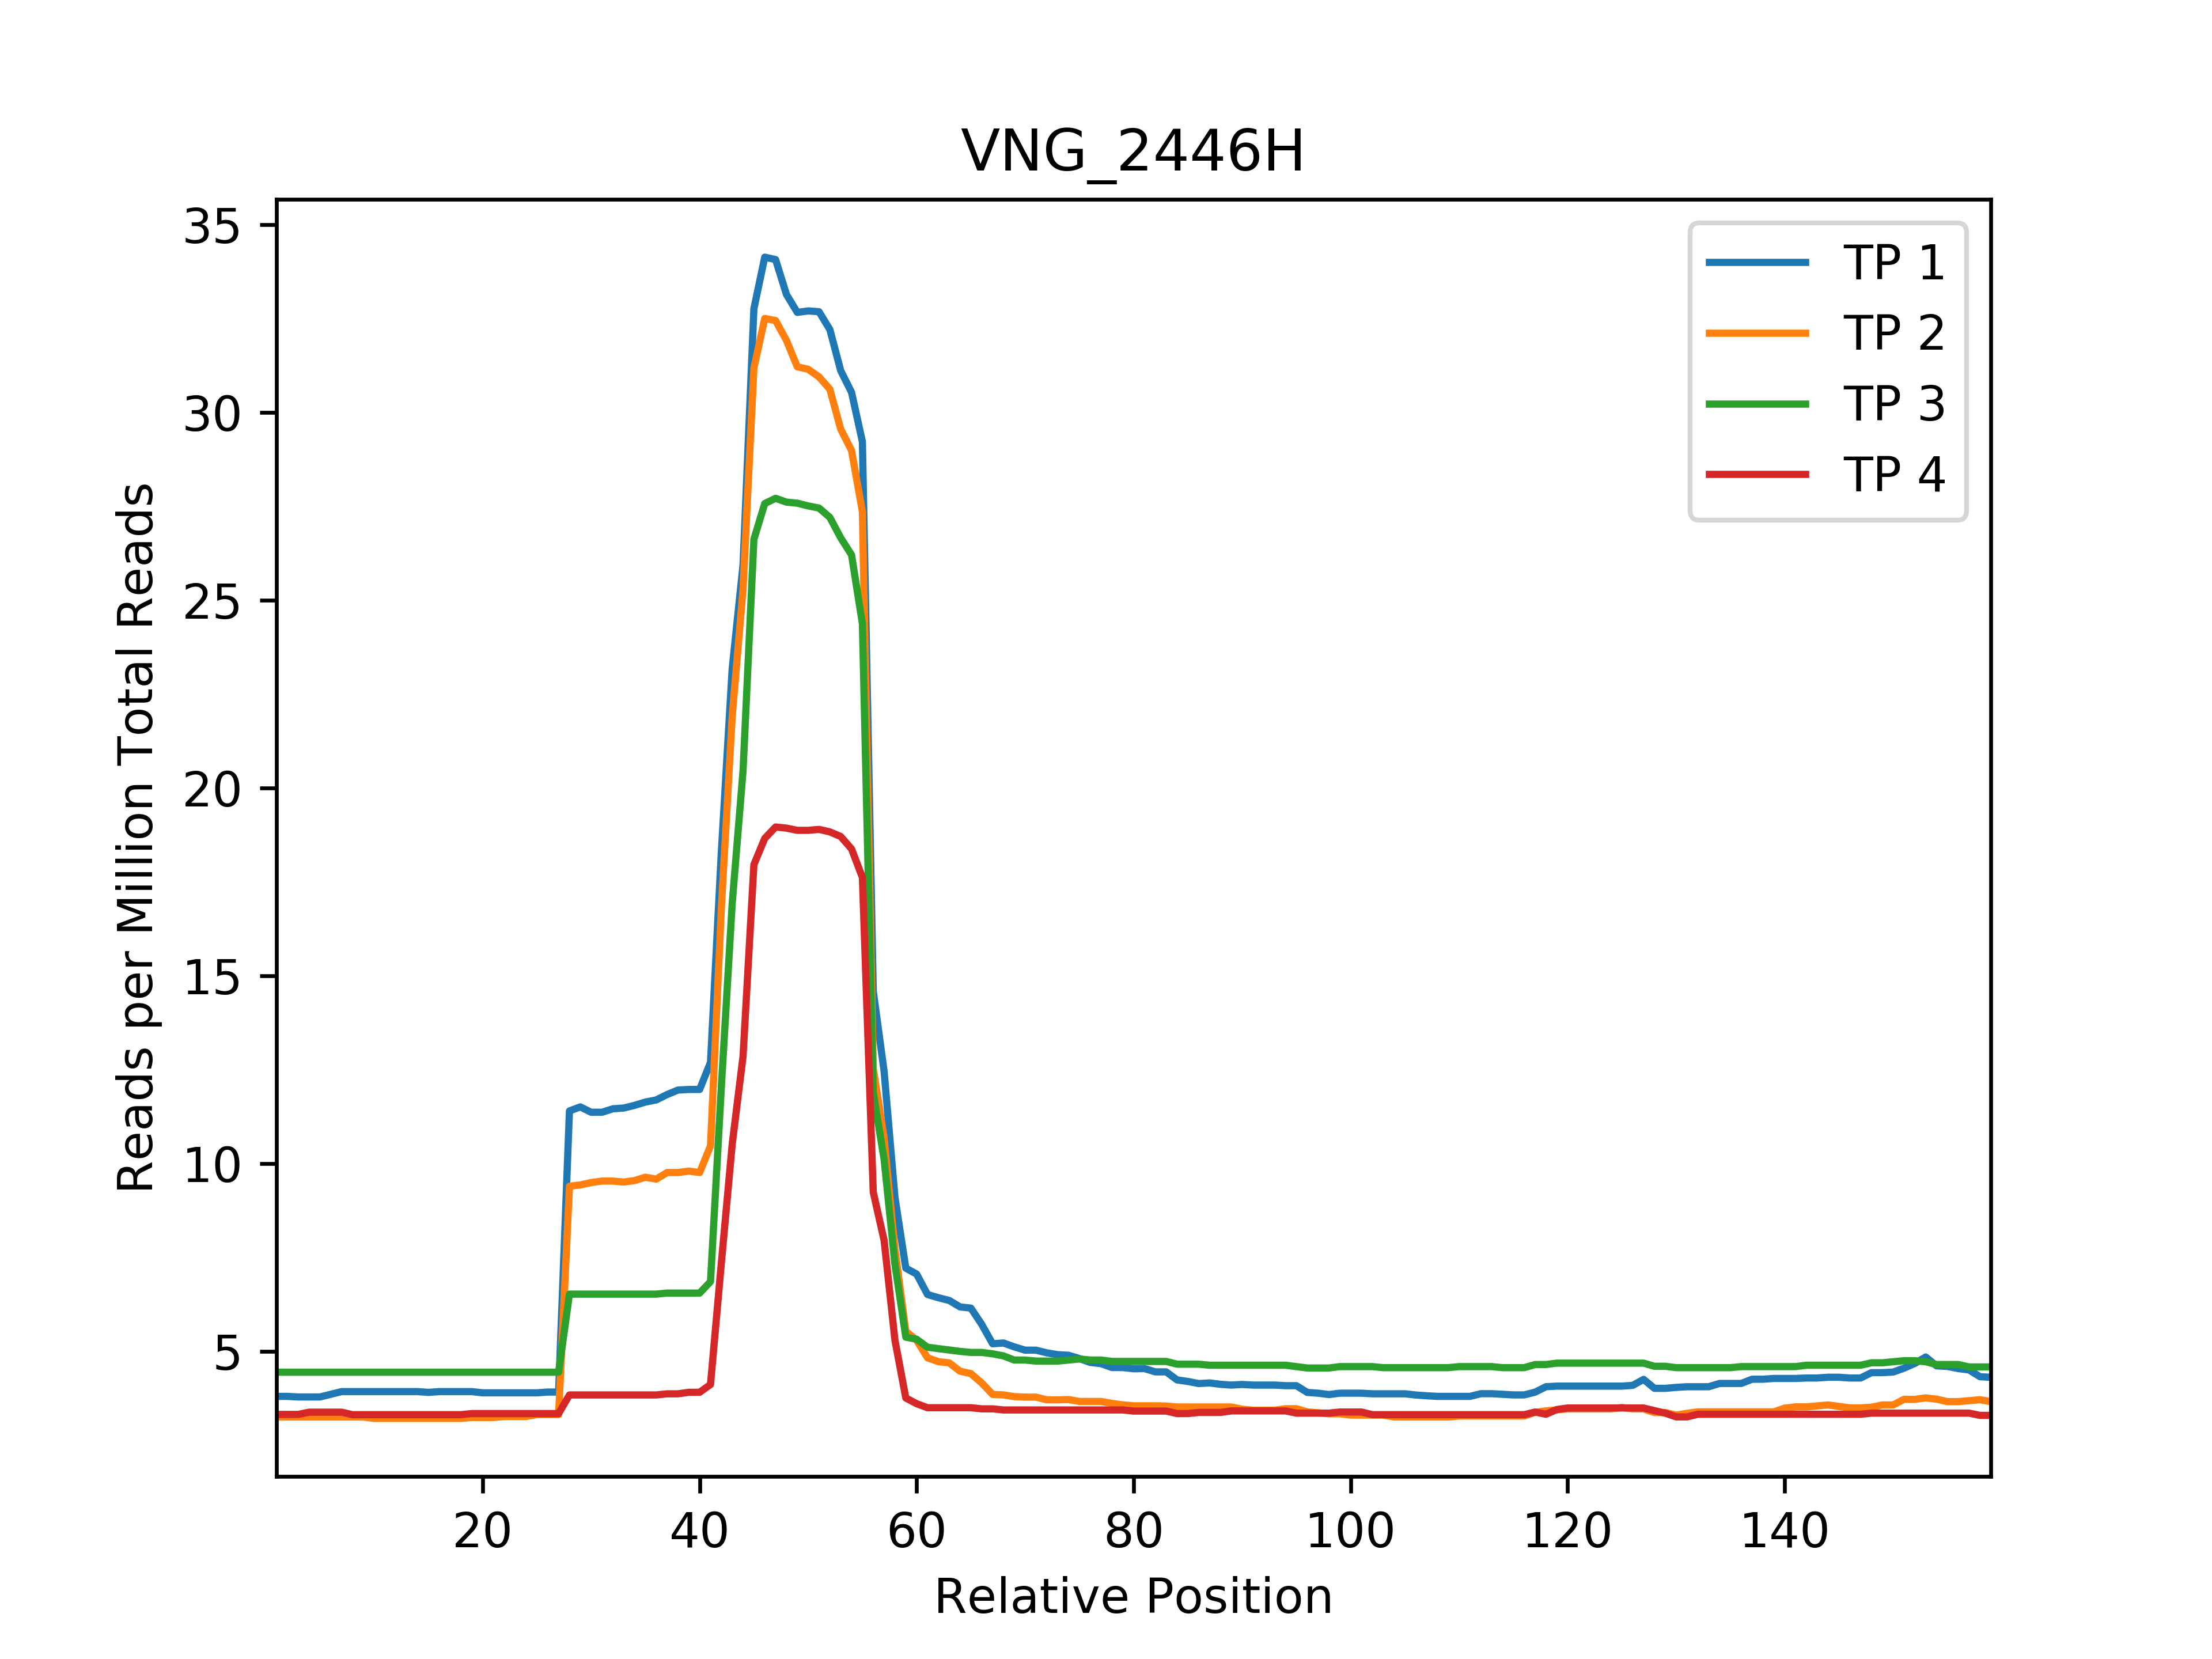 VNG_2446H
35
30
25
20
15
10
5
Reads per Million Total Reads
TP 1
TP 2
TP 3
TP 4
20 40 60 80 100 120 140
Relative Position